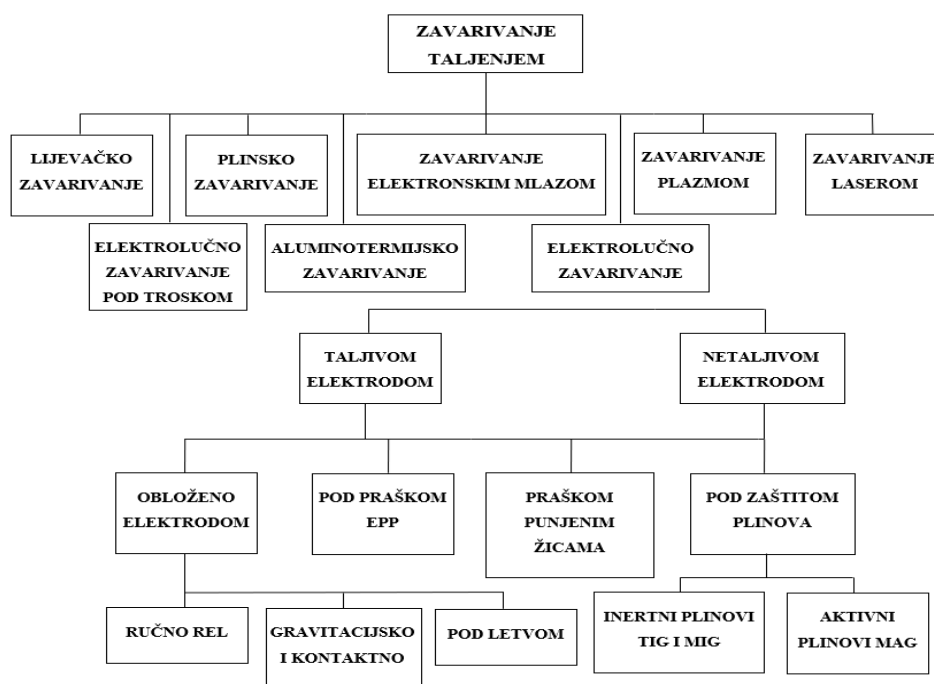 ZAVARIVANJE
TALJENJEM
LIJEVAČKO
ZAVARIVANJE
PLINSKO
ZAVARIVANJE
ZAVARIVANJE
ELEKTRONSKIM MLAZOM
ZAVARIVANJE
PLAZMOM
ZAVARIVANJE
LASEROM
ELEKTROLUČNO
ZAVARIVANJE
POD TROSKOM
ALUMINOTERMIJSKO
ZAVARIVANJE
ELEKTROLUČNO
ZAVARIVANJE
TALJIVOM
ELEKTRODOM
NETALJIVOM
ELEKTRODOM
OBLOŽENO
ELEKTRODOM
POD PRAŠKOM
EPP
PRAŠKOM
PUNJENIM
ŽICAMA
POD ZAŠTITOM
PLINOVA
RUČNO REL
GRAVITACIJSKO
I KONTAKTNO
POD LETVOM
INERTNI PLINOVI
TIG I MIG
AKTIVNI
PLINOVI MAG